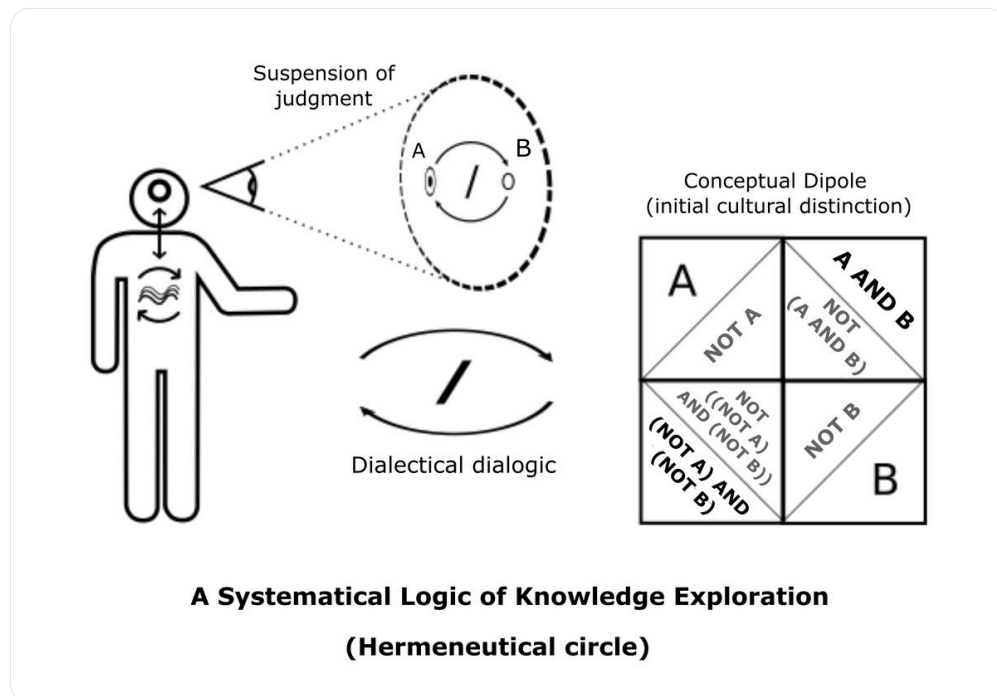 Suspension of
judgment
A
B
Conceptual Dipole
(initial cultural distinction)
A
NOT A
A AND B
NOT
(A AND B)
NOT
((NOT A)
AND (NOT B))
(NOT A) AND
(NOT B)
NOT B
B
Dialectical dialogic
A Systematical Logic of Knowledge Exploration
(Hermeneutical circle)